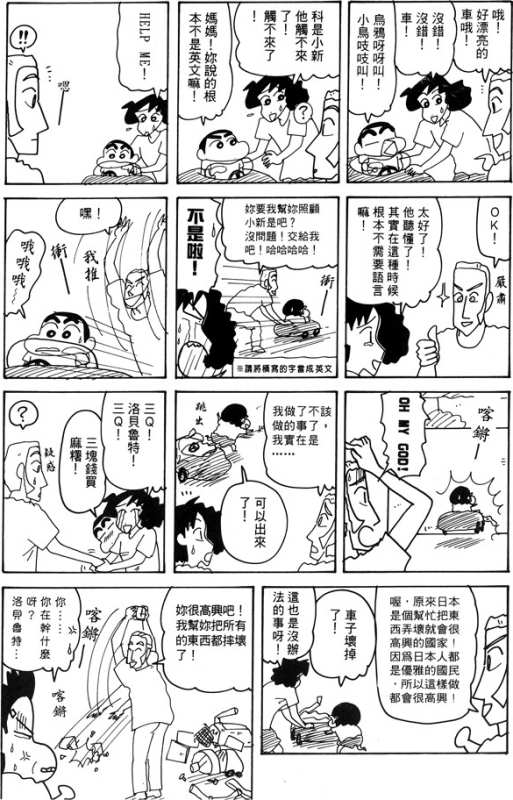 哦！
好漂亮的
車哦！
沒錯！
沒錯！
車！
烏鴉呀呀叫！
小鳥吱吱叫！
科是小新
他觸不來
了！
觸不來了！
？
媽媽！妳說的根
本不是英文嘛！
HELP ME！
!!
OK！
嚴肅
太好了！
他聽懂了！
其實在這種時候
根本不需要語言
嘛！
妳要我幫妳照顧
小新是吧？
沒問題！交給我
吧！哈哈哈哈！
衝
不是啦！
※請將橫寫的字當成英文
嘿！
我推
衝
哦哦哦～
喀鏘
OH MY GOD!
我做了不該，
做的事了！
我實在是
……
跳出
可以出來
了！
三Q！
洛貝魯特！
三Q！
三塊錢買
麻糬！
疑惑
？
喔，原來日本
是個幫忙把東
西弄壞就會很
高興的國家！
因為日本人都
是優雅的國民
，所以這樣做
都會很高興！
車子壞掉
了！
這也是沒辦
法的事呀！
妳很高興吧！
我幫妳把所有
的東西都摔壞
了！
喀鏘
喀鏘
你……
你在幹什麼
呀？
洛貝魯特…